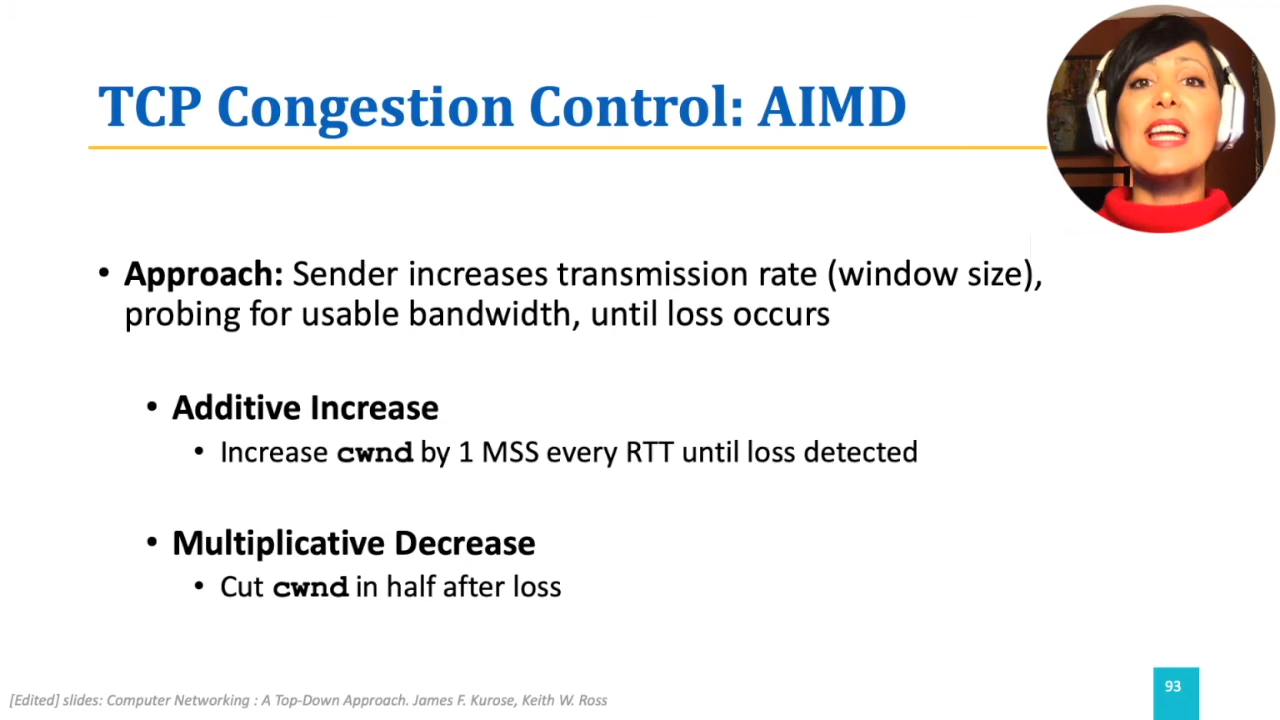 TCP Congestion Control: AIMD
• Approach: Sender increases transmission rate (window size),
probing for usable bandwidth, until loss occurs
• Additive Increase
• Increase cwnd by 1 MSS every RTT until loss detected
• Multiplicative Decrease
• Cut cwnd in half after loss
[Edited] slides: Computer Networking : A Top-Down Approach. James F. Kurose, Keith W. Ross
93